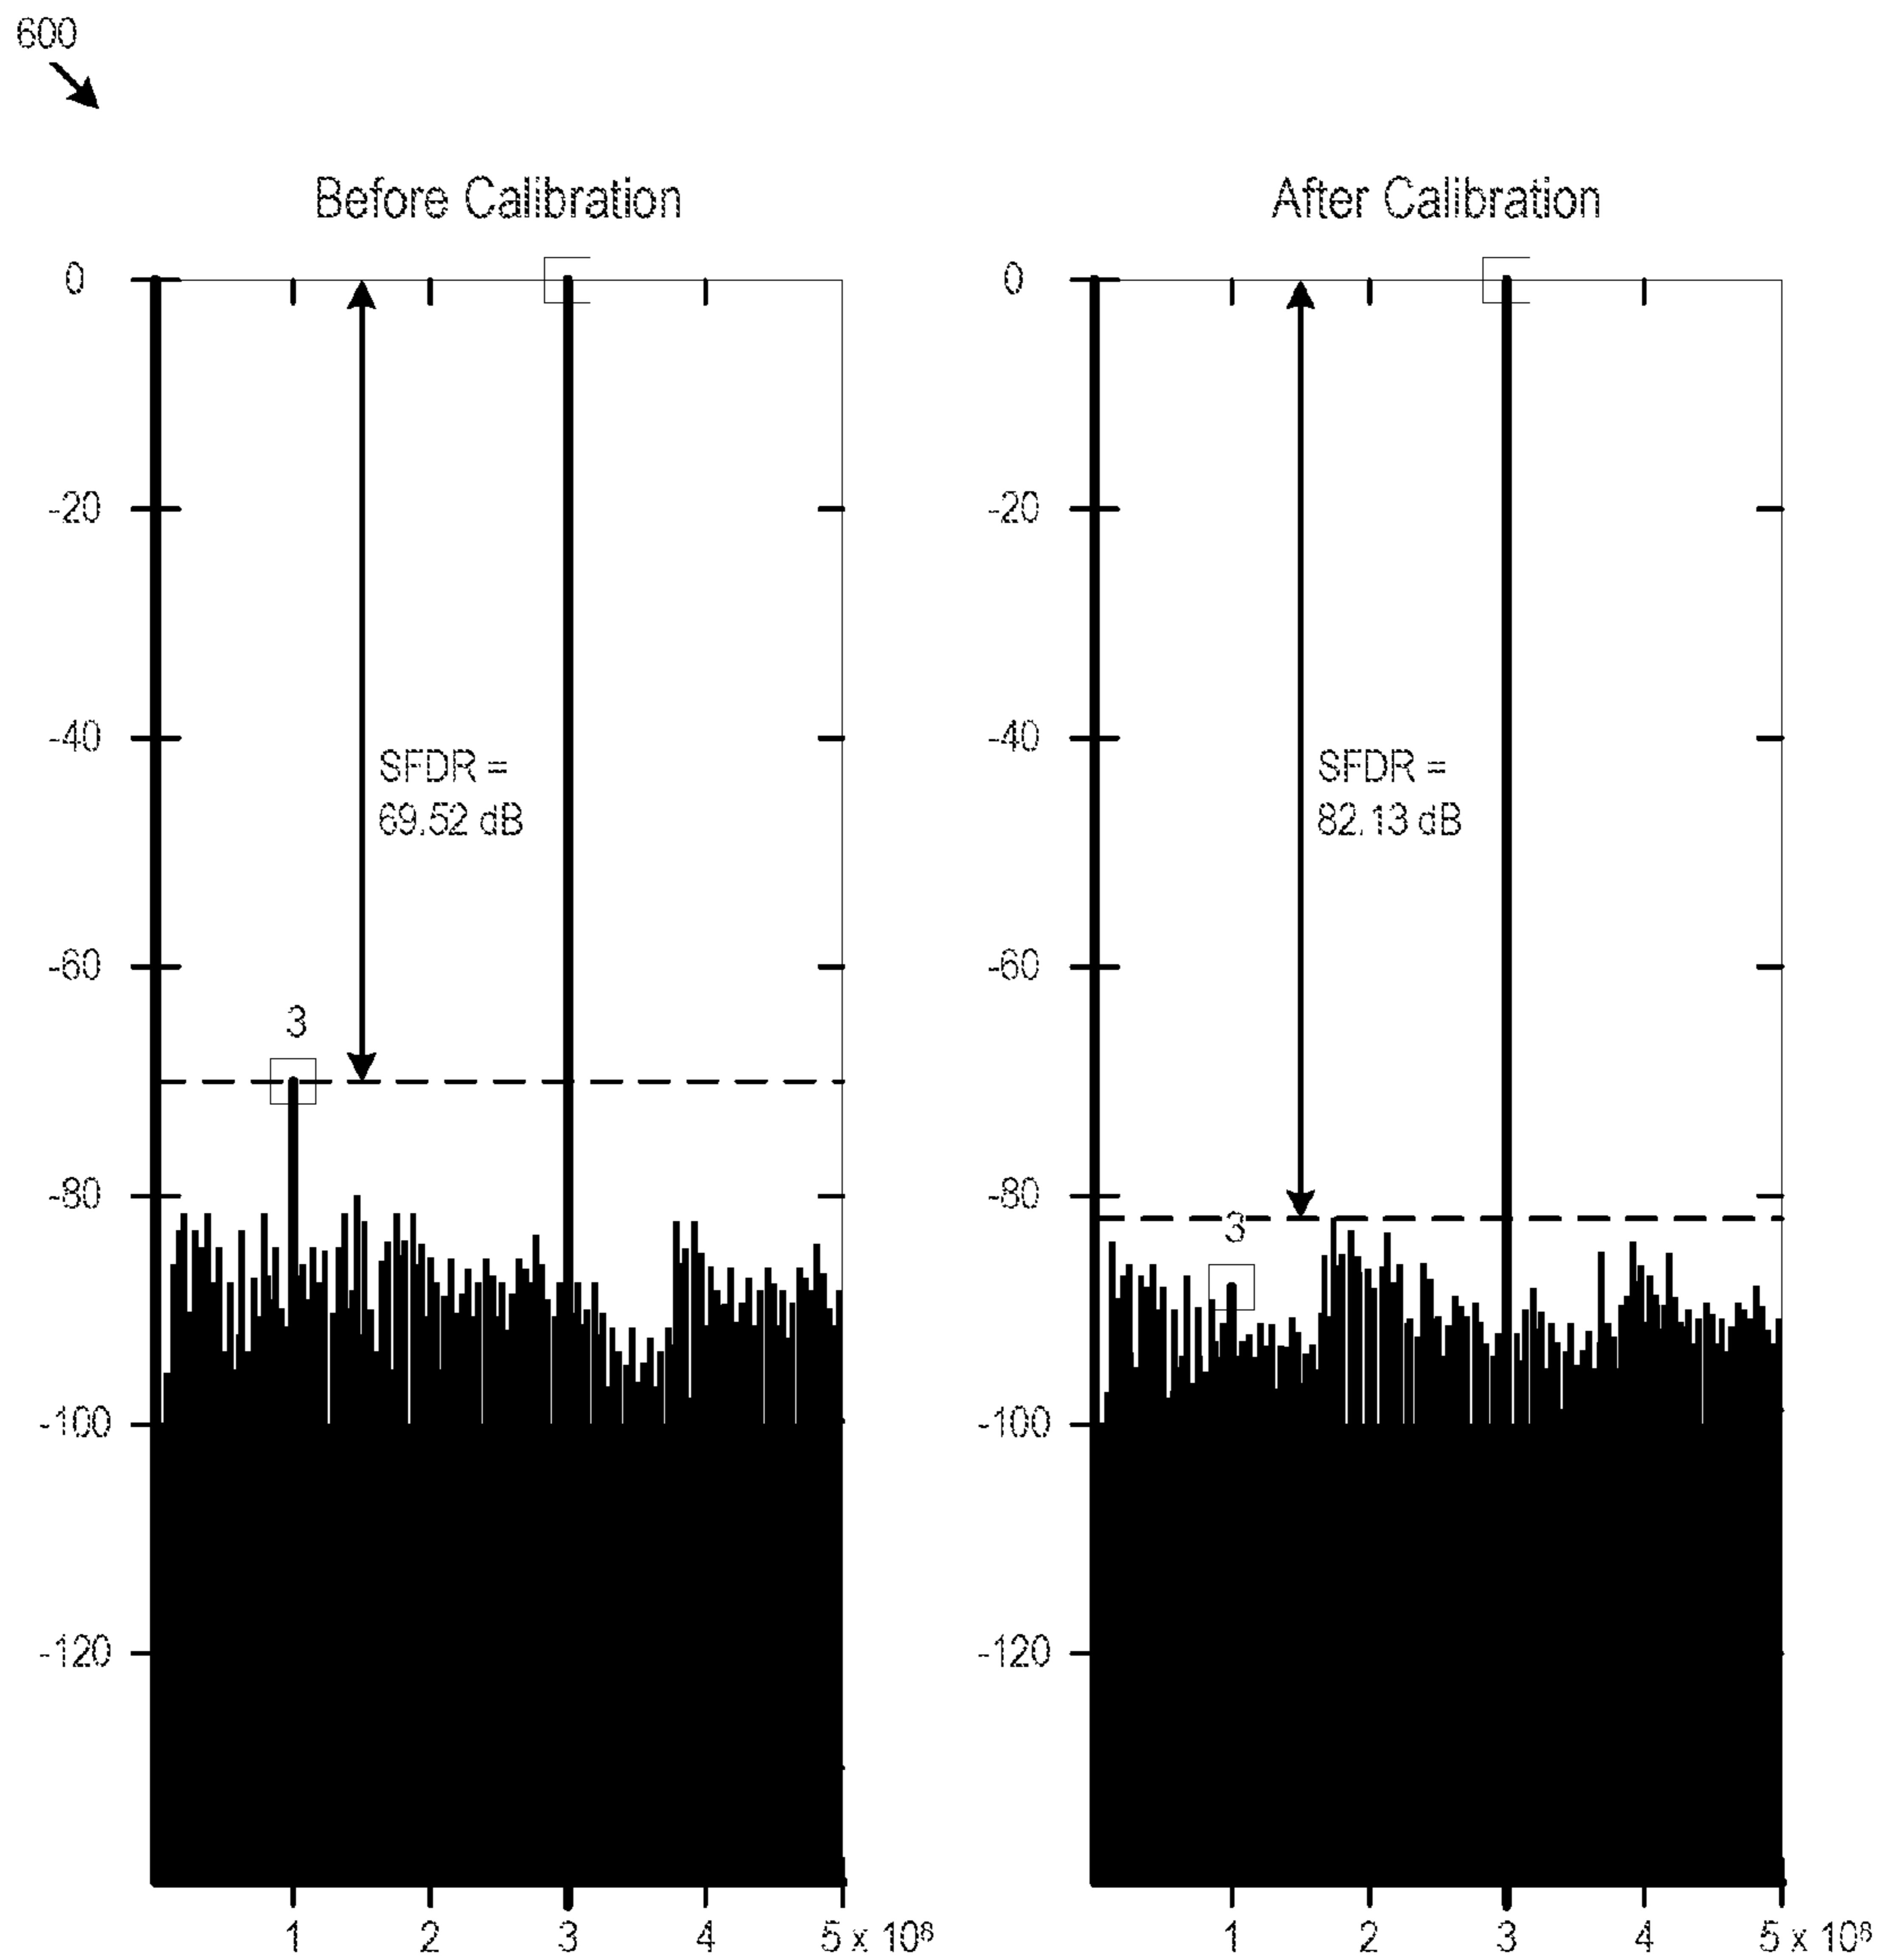 600
Before Calibration
0
-20
-40
-60
-80
-100
-120
SFDR =
69.52 dB
3
1 2 3 4 5 x 10⁸
After Calibration
0
-20
-40
-60
-80
-100
-120
SFDR =
82.13 dB
3
1 2 3 4 5 x 10⁸